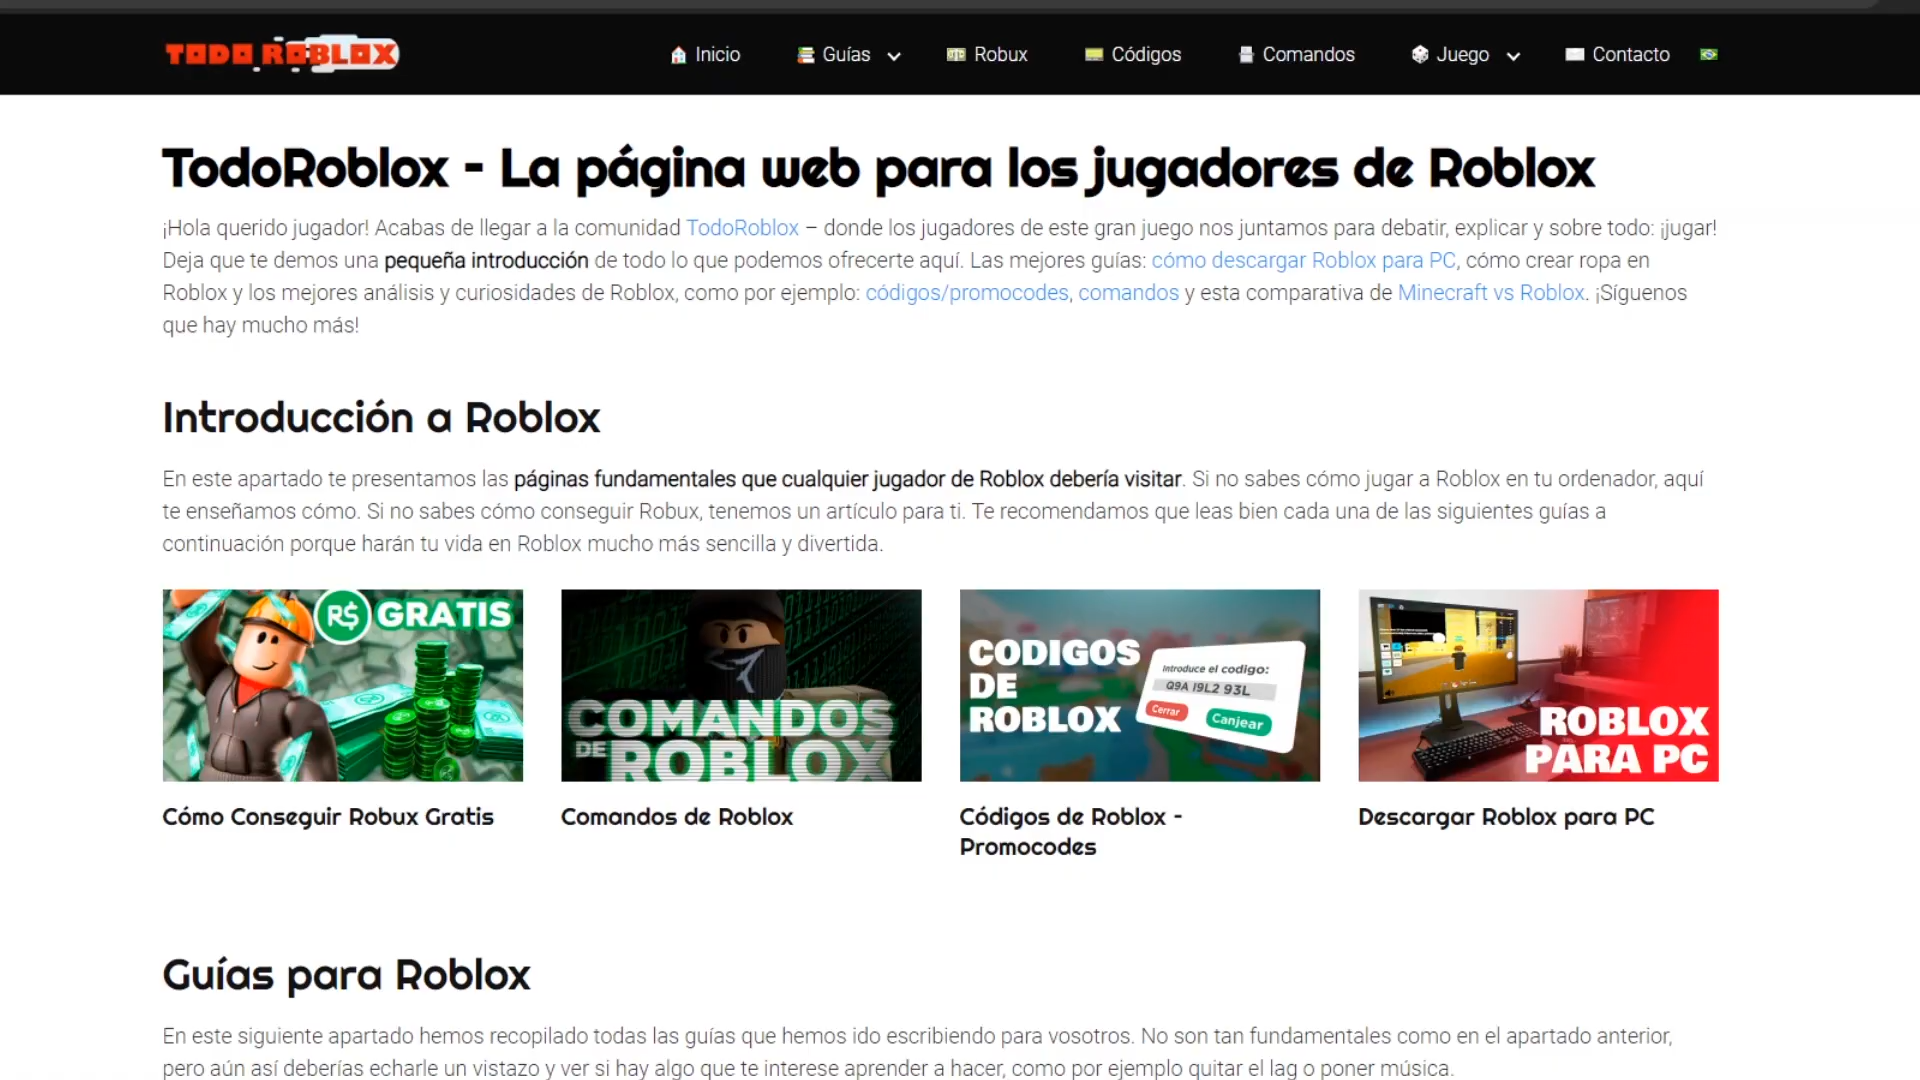 TODO ROBLOX
Inicio
Guías
Robux
Códigos
Comandos
Juego
Contacto
TodoRoblox - La página web para los jugadores de Roblox
¡Hola querido jugador! Acabas de llegar a la comunidad TodoRoblox – donde los jugadores de este gran juego nos juntamos para debatir, explicar y sobre todo: ¡jugar!
Deja que te demos una pequeña introducción de todo lo que podemos ofrecerte aquí. Las mejores guías: cómo descargar Roblox para PC, cómo crear ropa en
Roblox y los mejores análisis y curiosidades de Roblox, como por ejemplo: códigos/promocodes, comandos y esta comparativa de Minecraft vs Roblox. ¡Síguenos
que hay mucho más!
Introducción a Roblox
En este apartado te presentamos las páginas fundamentales que cualquier jugador de Roblox debería visitar. Si no sabes cómo jugar a Roblox en tu ordenador, aquí
te enseñamos cómo. Si no sabes cómo conseguir Robux, tenemos un artículo para ti. Te recomendamos que leas bien cada una de las siguientes guías a
continuación porque harán tu vida en Roblox mucho más sencilla y divertida.
R$ GRATIS
COMANDOS
DE ROBLOX
CODIGOS
DE
ROBLOX
Introduce el codigo:
Q9A I9L2 93L
Cerrar
Canjear
ROBLOX
PARA PC
Cómo Conseguir Robux Gratis
Comandos de Roblox
Códigos de Roblox -
Promocodes
Descargar Roblox para PC
Guías para Roblox
En este siguiente apartado hemos recopilado todas las guías que hemos ido escribiendo para vosotros. No son tan fundamentales como en el apartado anterior,
pero aún así deberías echarle un vistazo y ver si hay algo que te interese aprender a hacer, como por ejemplo quitar el lag o poner música.